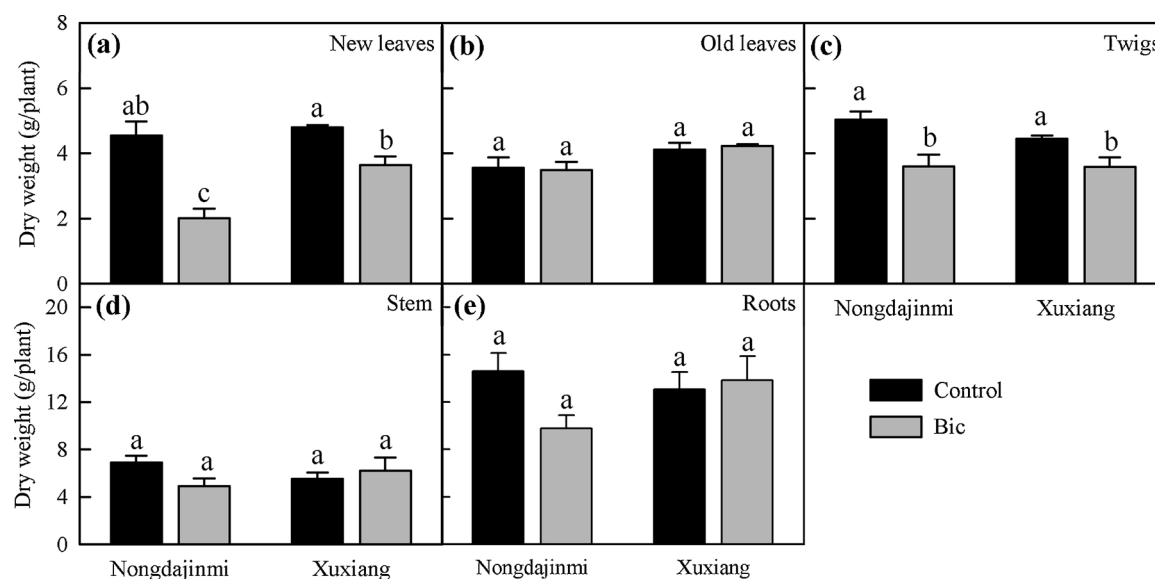 8
6
4
2
0
Dry weight (g/plant)
(a)
New leaves
ab
c
a
b
(b)
Old leaves
a
a
a
a
(c)
Twigs
a
b
a
b
Nongdajinmi
Xuxiang
20
16
12
8
4
0
Dry weight (g/plant)
(d)
Stem
a
a
a
a
Nongdajinmi
Xuxiang
(e)
Roots
a
a
a
a
Nongdajinmi
Xuxiang
Control
Bic